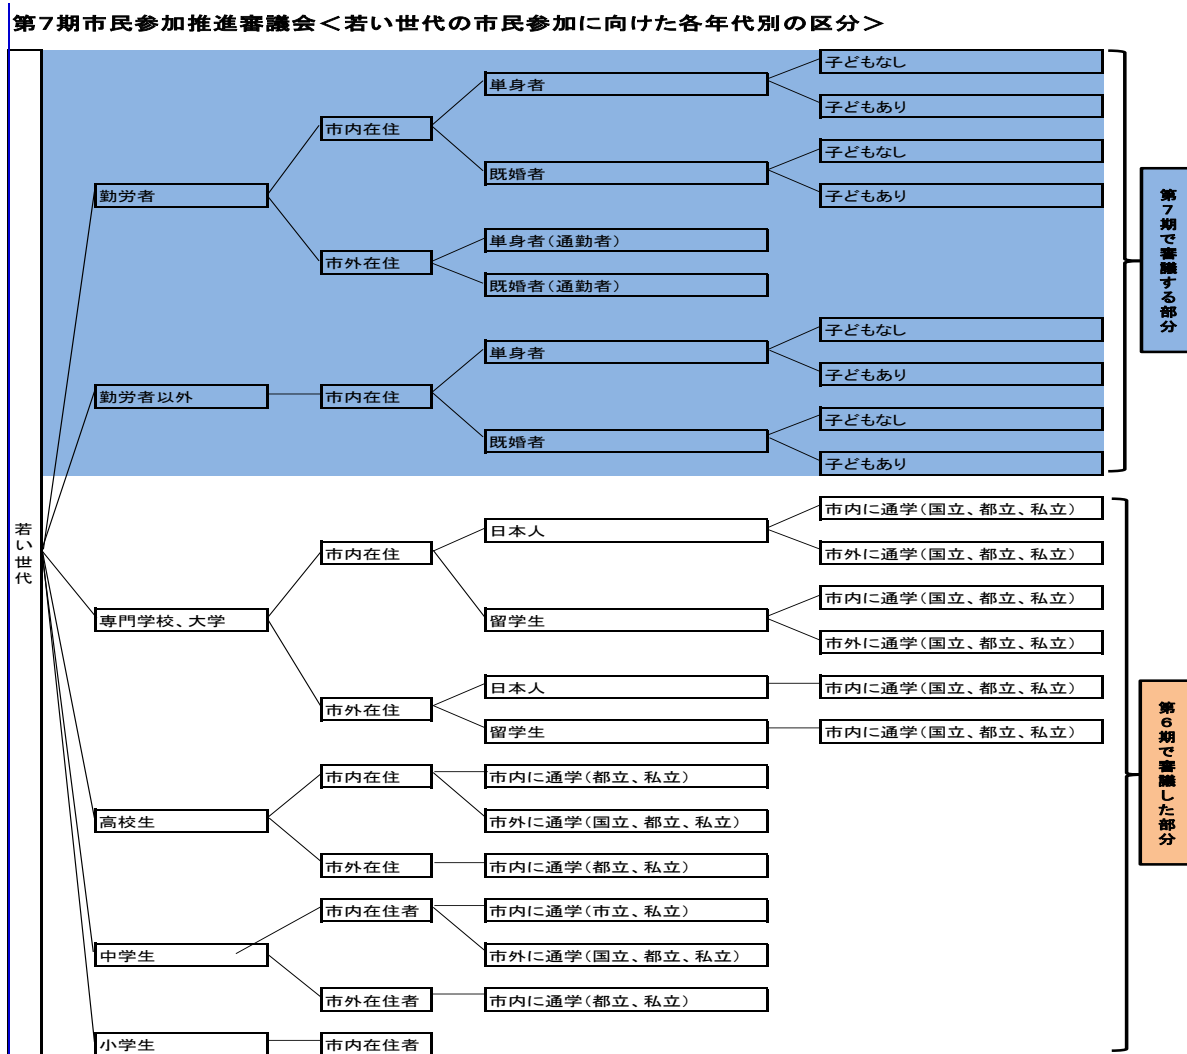 第7期市民参加推進審議会＜若い世代の市民参加に向けた各年代別の区分＞
若い世代
勤労者
市内在住
単身者
子どもなし
子どもあり
既婚者
子どもなし
子どもあり
市外在住
単身者(通勤者)
既婚者(通勤者)
勤労者以外
市内在住
単身者
子どもなし
子どもあり
既婚者
子どもなし
子どもあり
第7期で審議する部分
専門学校、大学
市内在住
日本人
市内に通学(国立、都立、私立)
市外に通学(国立、都立、私立)
留学生
市内に通学(国立、都立、私立)
市外に通学(国立、都立、私立)
市外在住
日本人
市内に通学(国立、都立、私立)
留学生
市内に通学(国立、都立、私立)
高校生
市内在住
市内に通学(都立、私立)
市外に通学(国立、都立、私立)
市外在住
市内に通学(都立、私立)
中学生
市内在住者
市内に通学(市立、私立)
市外に通学(国立、都立、私立)
市外在住者
市内に通学(都立、私立)
小学生
市内在住者
第6期で審議した部分